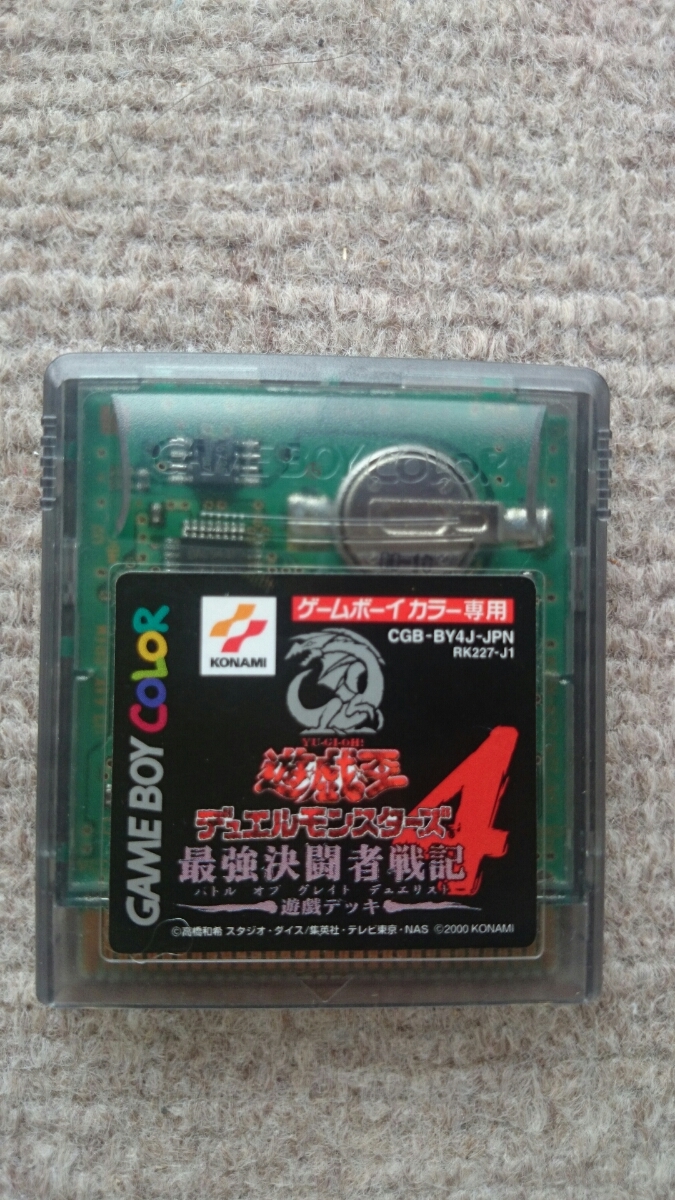 GAME BOY COLOR
GAME BOY COLOR
KONAMI
ゲームボーイカラー専用
CGB-BY4J-JPN
RK227-J1
YU-GI-OH!
遊戯王
デュエルモンスターズ
4
最強決闘者戦記
バトル オブ グレイト デュエリスト
遊戯デッキ
©高橋和希 スタジオ・ダイス/集英社・テレビ東京・NAS ©2000 KONAMI